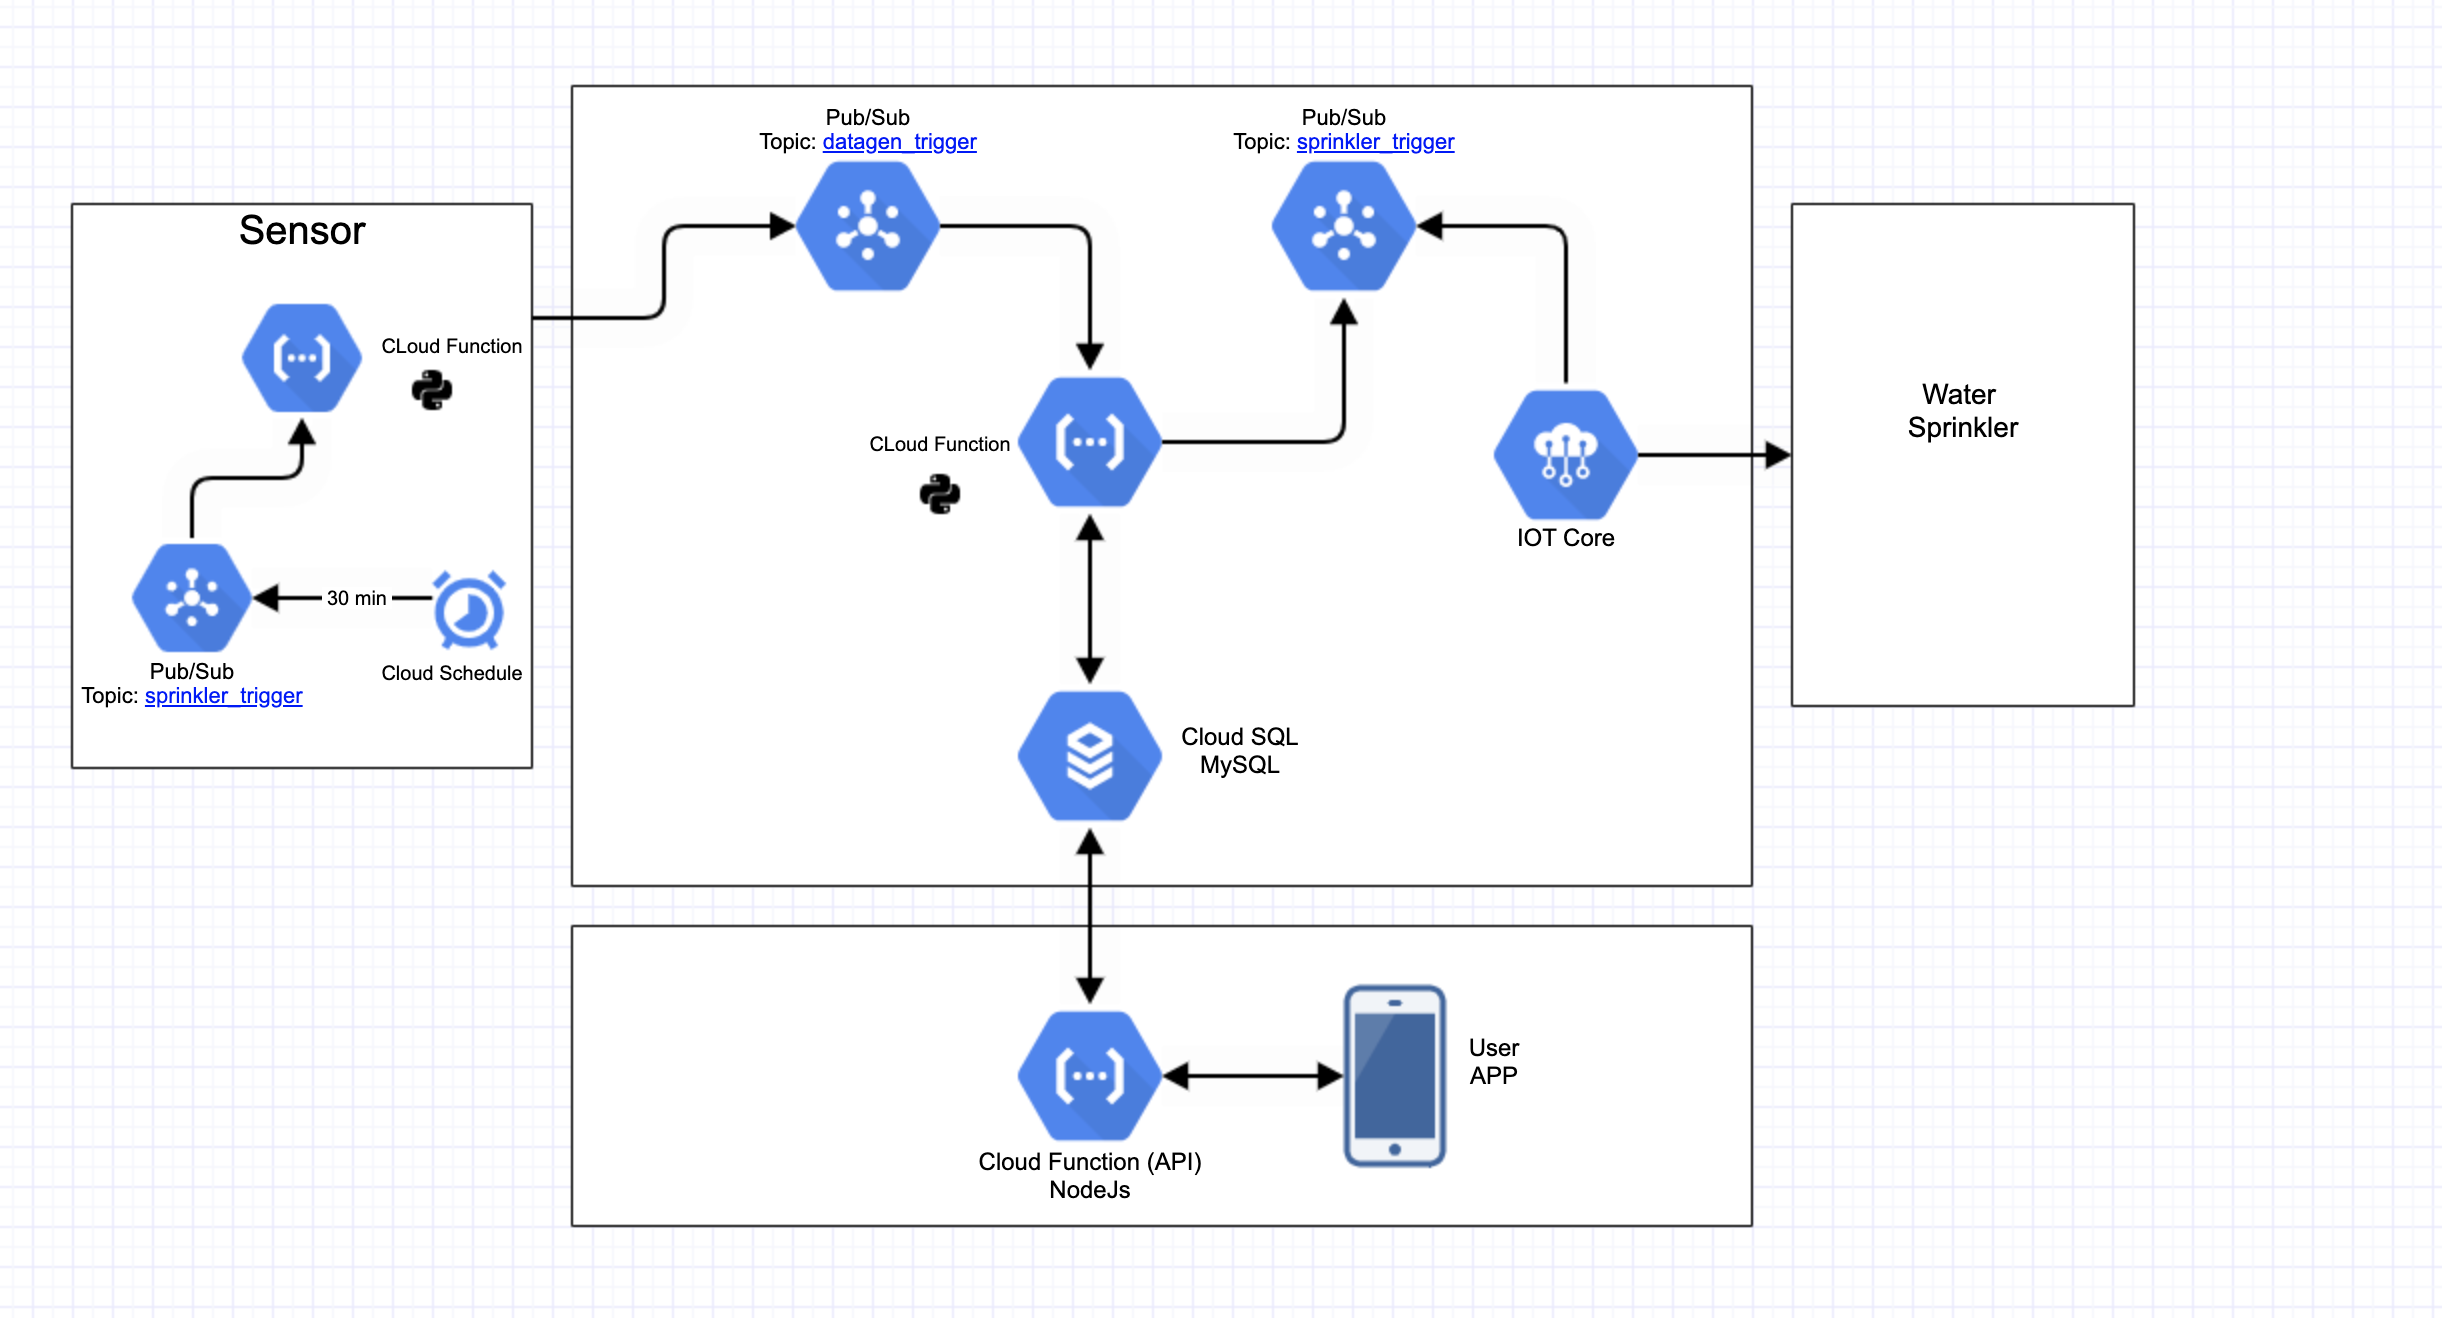 Sensor
CLoud Function
30 min
Pub/Sub
Topic: sprinkler_trigger
Cloud Schedule
Pub/Sub
Topic: datagen_trigger
Pub/Sub
Topic: sprinkler_trigger
CLoud Function
IOT Core
Cloud SQL
MySQL
Water
Sprinkler
Cloud Function (API)
NodeJs
User
APP